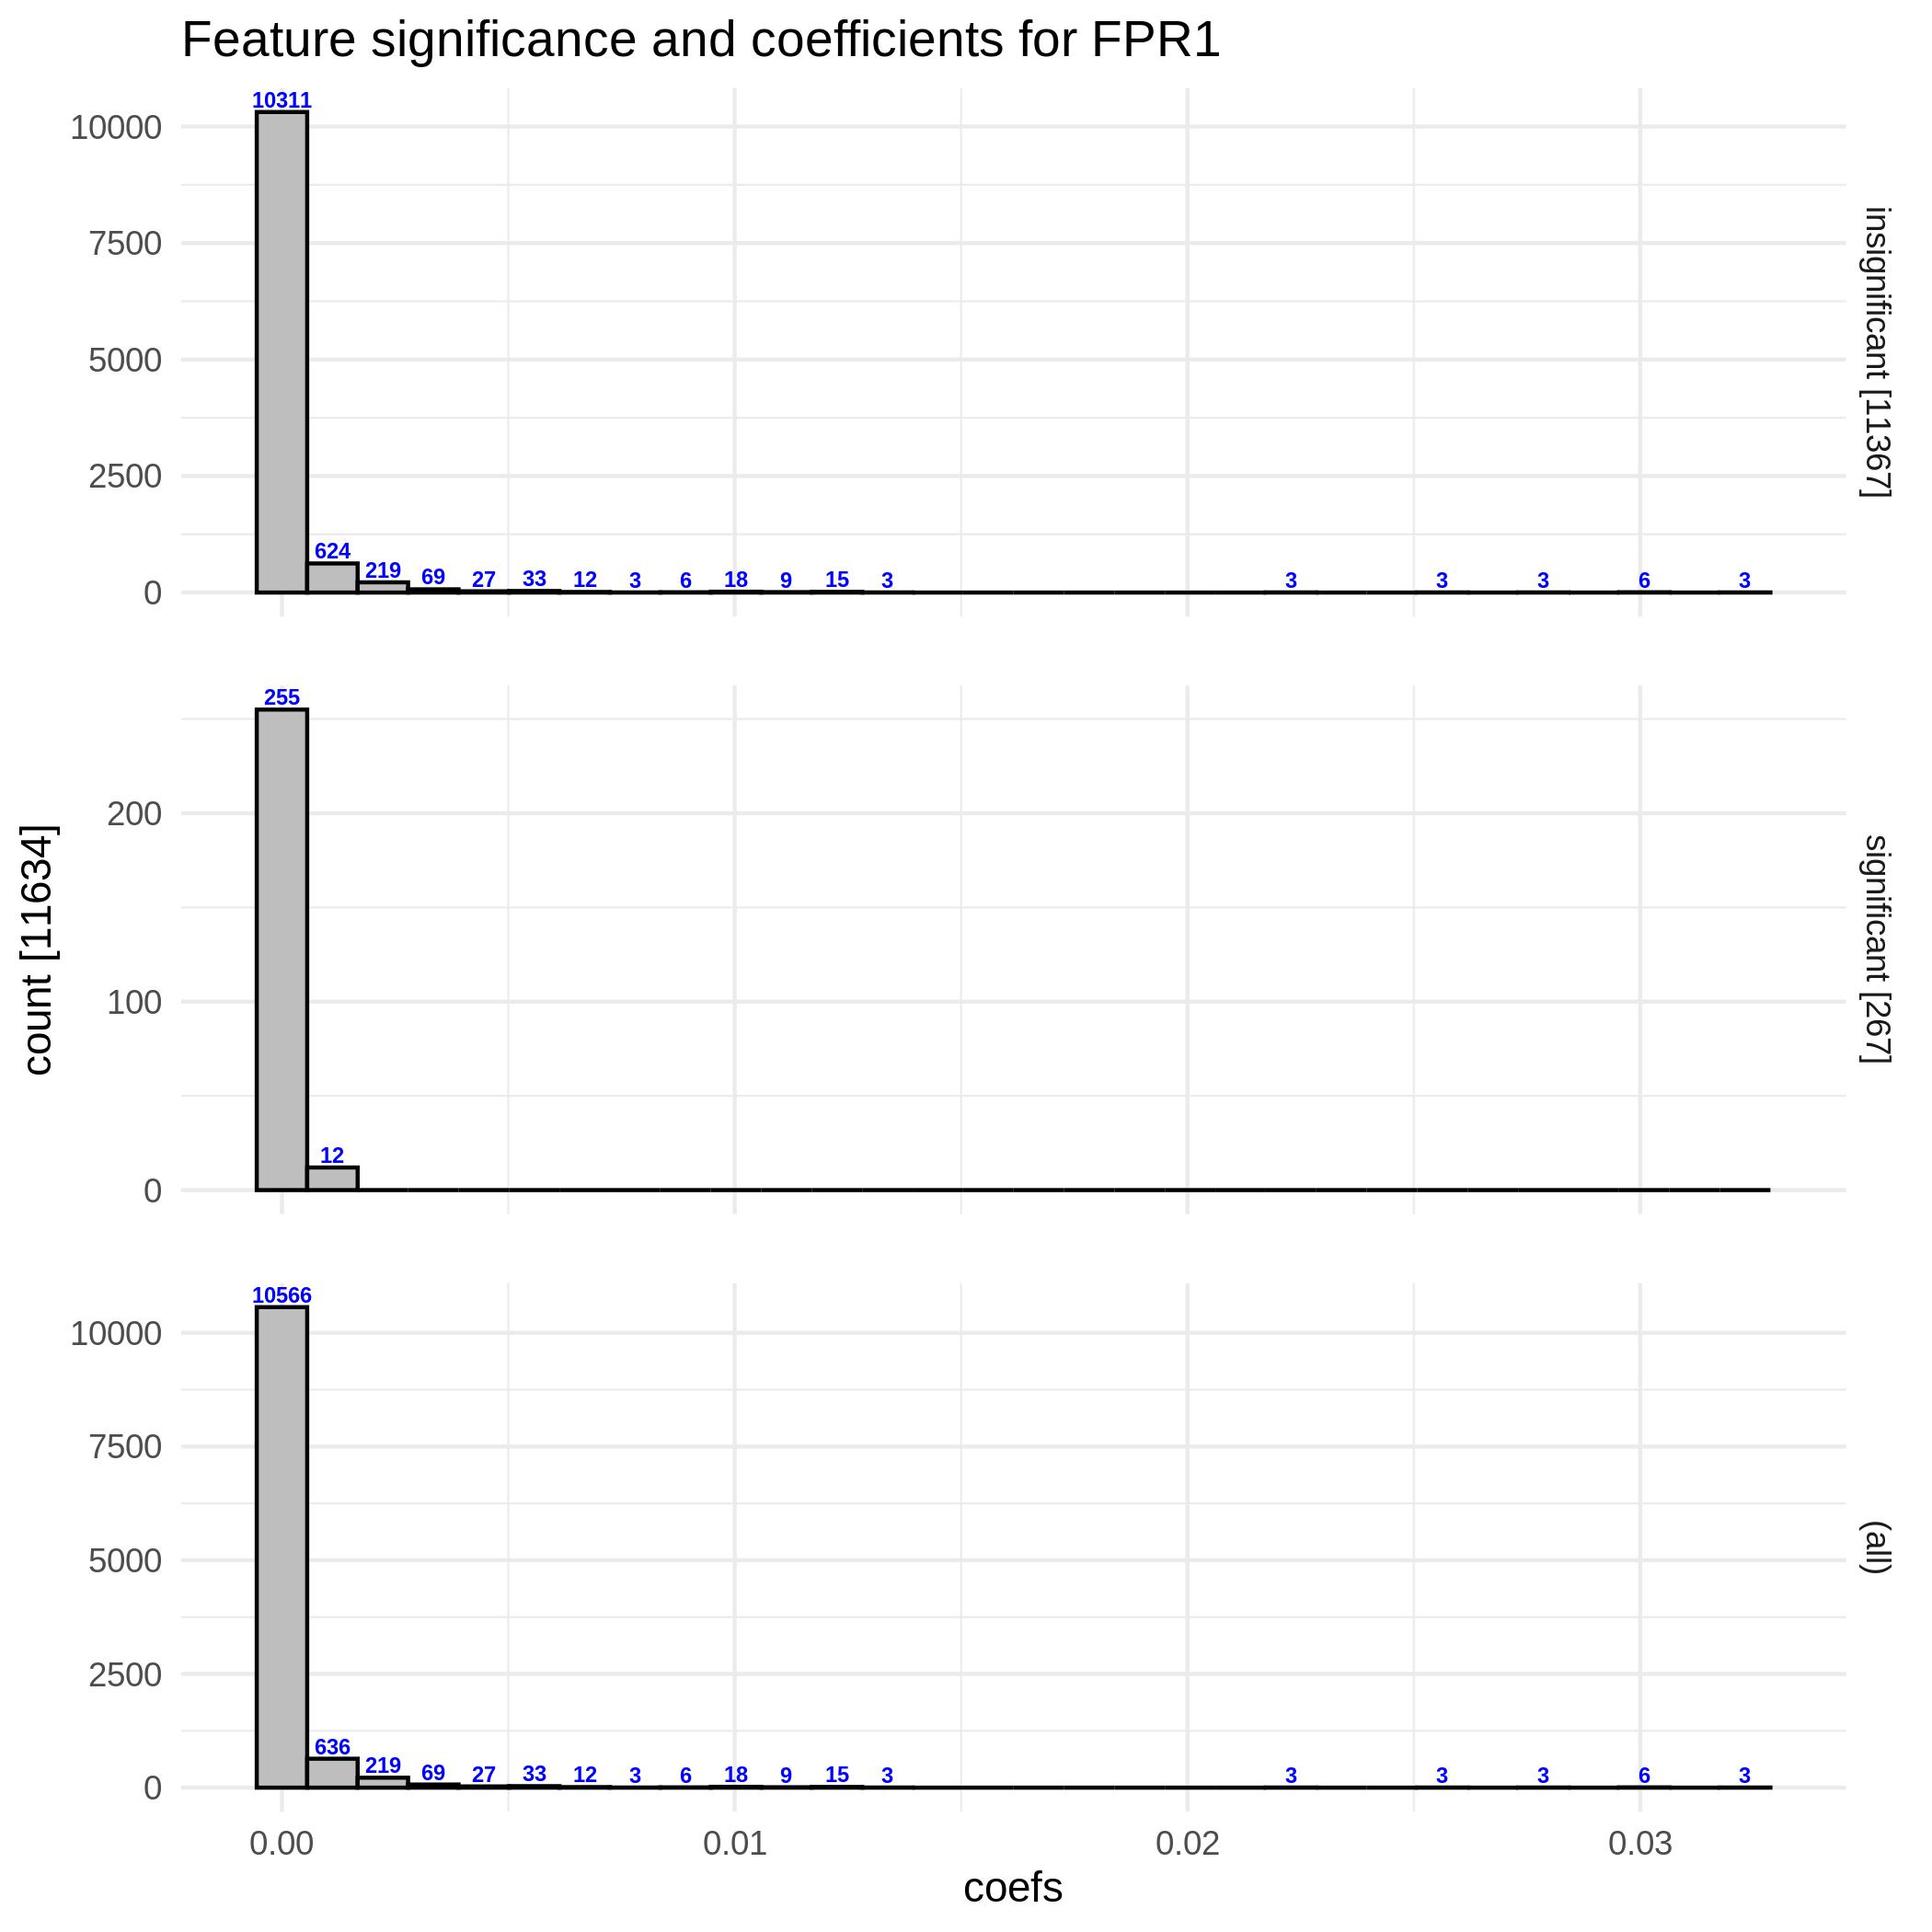 Feature significance and coefficients for FPR1
10311
10000
7500
5000
2500
0
624 219 69 27 33 12 3 6 18 9 15 3 3 3 3 6 3
insignificant [11367]
255
200
100
0
12
significant [267]
count [11634]
10566
10000
7500
5000
2500
0
636 219 69 27 33 12 3 6 18 9 15 3 3 3 3 6 3
(all)
0.00 0.01 0.02 0.03
coefs